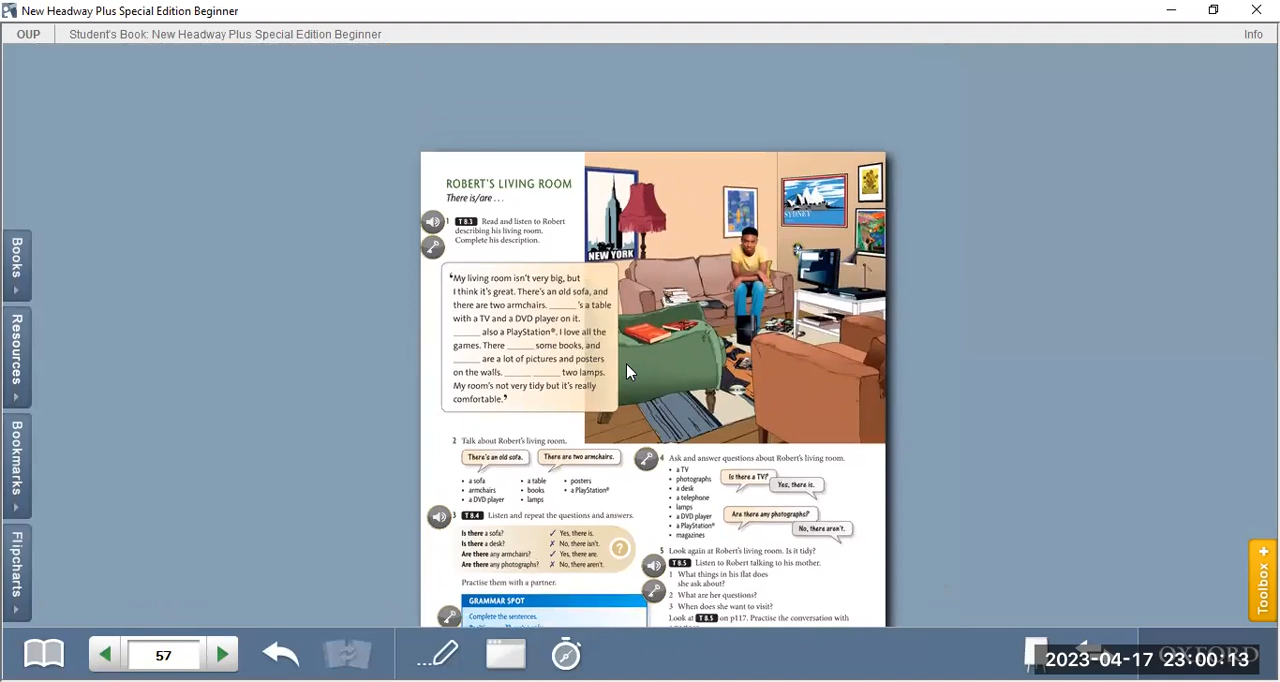 New Headway Plus Special Edition Beginner
OUP
Student's Book: New Headway Plus Special Edition Beginner
Info
Books
Resources
Bookmarks
Flipcharts
Toolbox +
ROBERT'S LIVING ROOM
There is/are ...
1 T 8.3 Read and listen to Robert
describing his living room.
Complete his description.
NEW YORK
SYDNEY
'My living room isn't very big, but
I think it's great. There's an old sofa, and
there are two armchairs. ______'s a table
with a TV and a DVD player on it.
______ also a PlayStation®. I love all the
games. There ______ some books, and
______ are a lot of pictures and posters
on the walls. ______ ______ two lamps.
My room's not very tidy but it's really
comfortable.'
2 Talk about Robert's living room.
There's an old sofa.
There are two armchairs.
• a sofa
• armchairs
• a DVD player
• a table
• books
• lamps
• posters
• a PlayStation®
3 T 8.4 Listen and repeat the questions and answers.
Is there a sofa? ✓ Yes, there is.
Is there a desk? ✗ No, there isn't.
Are there any armchairs? ✓ Yes, there are.
Are there any photographs? ✗ No, there aren't.
?
Practise them with a partner.
GRAMMAR SPOT
Complete the sentences.
4 Ask and answer questions about Robert's living room.
• a TV
• photographs
• a desk
• a telephone
• lamps
• a DVD player
• a PlayStation®
• magazines
Is there a TV?
Yes, there is.
Are there any photographs?
No, there aren't.
5 Look again at Robert's living room. Is it tidy?
T 8.5 Listen to Robert talking to his mother.
1 What things in his flat does
she ask about?
2 What are her questions?
3 When does she want to visit?
Look at T 8.5 on p117. Practise the conversation with
57
OXFORD
2023-04-17 23:00:13